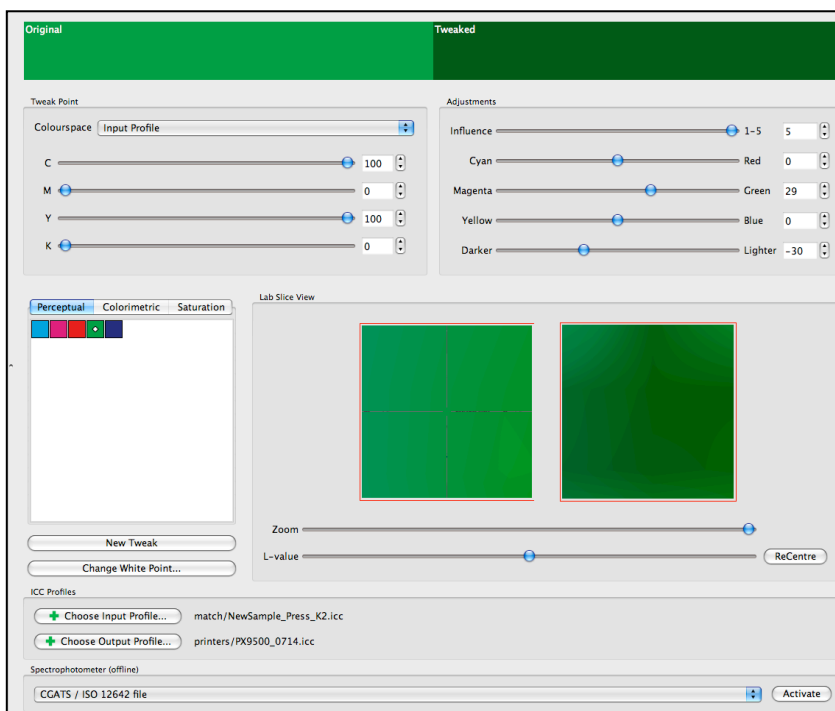 Original Tweaked
Tweak Point
Colourspace Input Profile
C 100
M 0
Y 100
K 0
Adjustments
Influence 1-5 5
Cyan Red 0
Magenta Green 29
Yellow Blue 0
Darker Lighter -30
Perceptual Colorimetric Saturation
New Tweak
Change White Point...
Lab Slice View
Zoom
L-value ReCentre
ICC Profiles
Choose Input Profile... match/NewSample_Press_K2.icc
Choose Output Profile... printers/PX9500_0714.icc
Spectrophotometer (offline)
CGATS / ISO 12642 file Activate